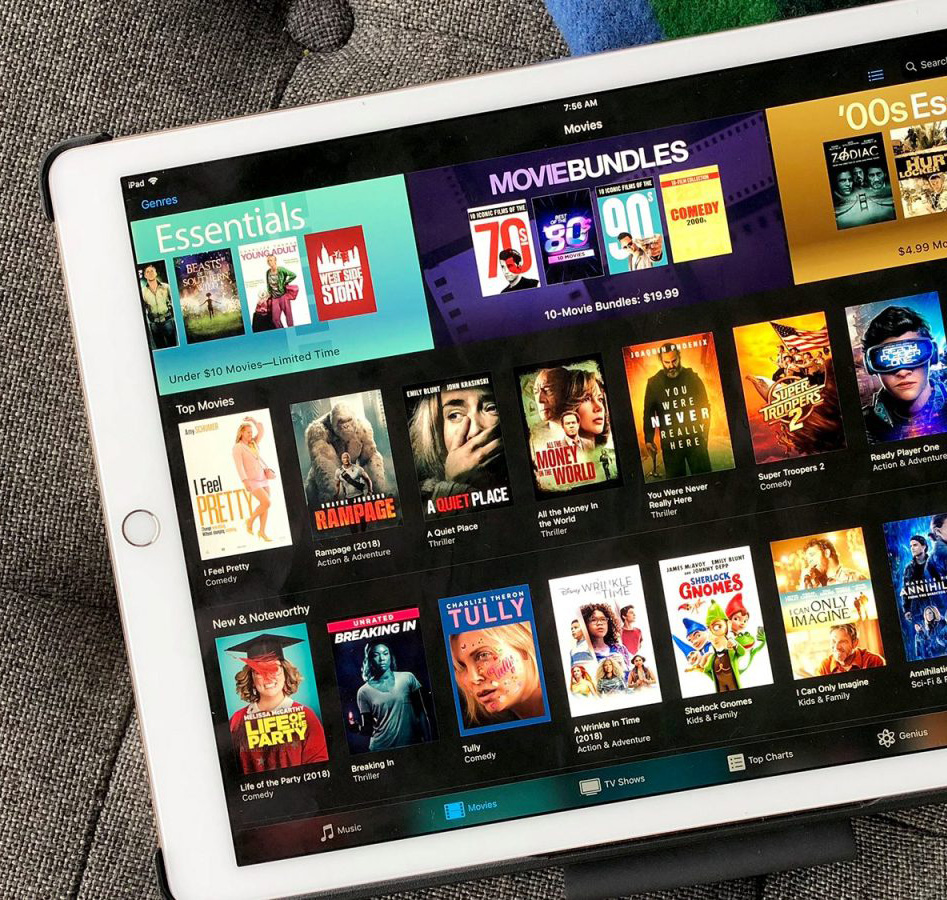 iPad
7:56 AM
Search
Genres
Movies
Essentials
BEASTS
OF THE
SOUTHERN
WILD
YOUNG ADULT
WEST SIDE
STORY
Under $10 Movies—Limited Time
MOVIEBUNDLES
10 ICONIC FILMS OF THE
70s
BEST
OF THE
80s
10 MOVIES
10 ICONIC FILMS OF THE
90s
10-FILM COLLECTION
COMEDY
2000s
10-Movie Bundles: $19.99
'00s Es
ZODIAC
HURT
LOCKER
$4.99 Mo
Top Movies
Amy SCHUMER
I Feel
PRETTY
I Feel Pretty
Comedy
DWAYNE JOHNSON
RAMPAGE
Rampage (2018)
Action & Adventure
EMILY BLUNT JOHN KRASINSKI
A QUIET PLACE
A Quiet Place
Thriller
ALL THE
MONEY
IN THE
WORLD
All the Money In
the World
Thriller
JOAQUIN PHOENIX
YOU
WERE
NEVER
REALLY
HERE
You Were Never
Really Here
Thriller
SUPER
TROOPERS
2
Super Troopers 2
Comedy
READY
PLAYER
ONE
Ready Player One
Action & Adventure
New & Noteworthy
MELISSA McCARTHY
LIFE OF
THE
PARTY
Life of the Party (2018)
Comedy
UNRATED
BREAKING IN
Breaking In
Thriller
CHARLIZE THERON
TULLY
Tully
Comedy
Disney
A WRINKLE IN
TIME
A Wrinkle In Time
(2018)
Action & Adventure
JAMES McAVOY EMILY BLUNT
and JOHNNY DEPP
SHERLOCK
GNOMES
Sherlock Gnomes
Kids & Family
I CAN ONLY
IMAGINE
I Can Only Imagine
Kids & Family
ANNIHIL
Annihilati
Sci-Fi & F
Music
Movies
TV Shows
Top Charts
Genius